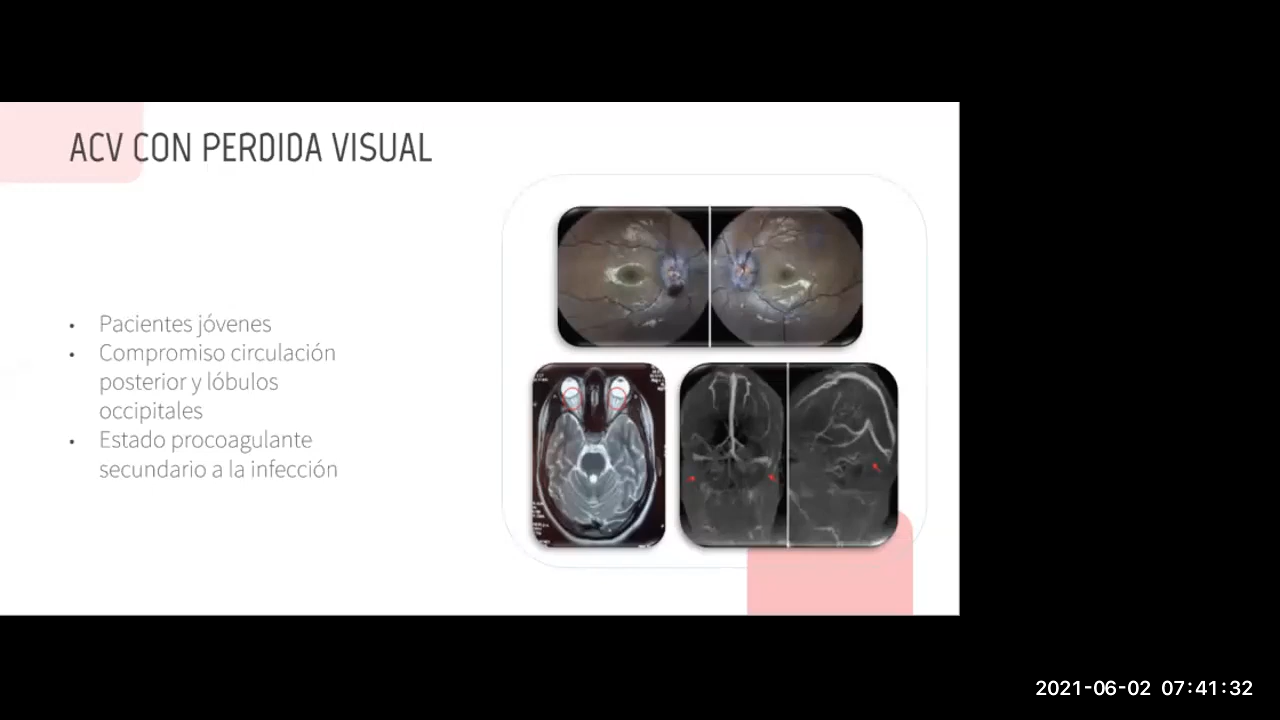 ACV CON PERDIDA VISUAL
• Pacientes jóvenes
• Compromiso circulación
posterior y lóbulos
occipitales
• Estado procoagulante
secundario a la infección
2021-06-02 07:41:32